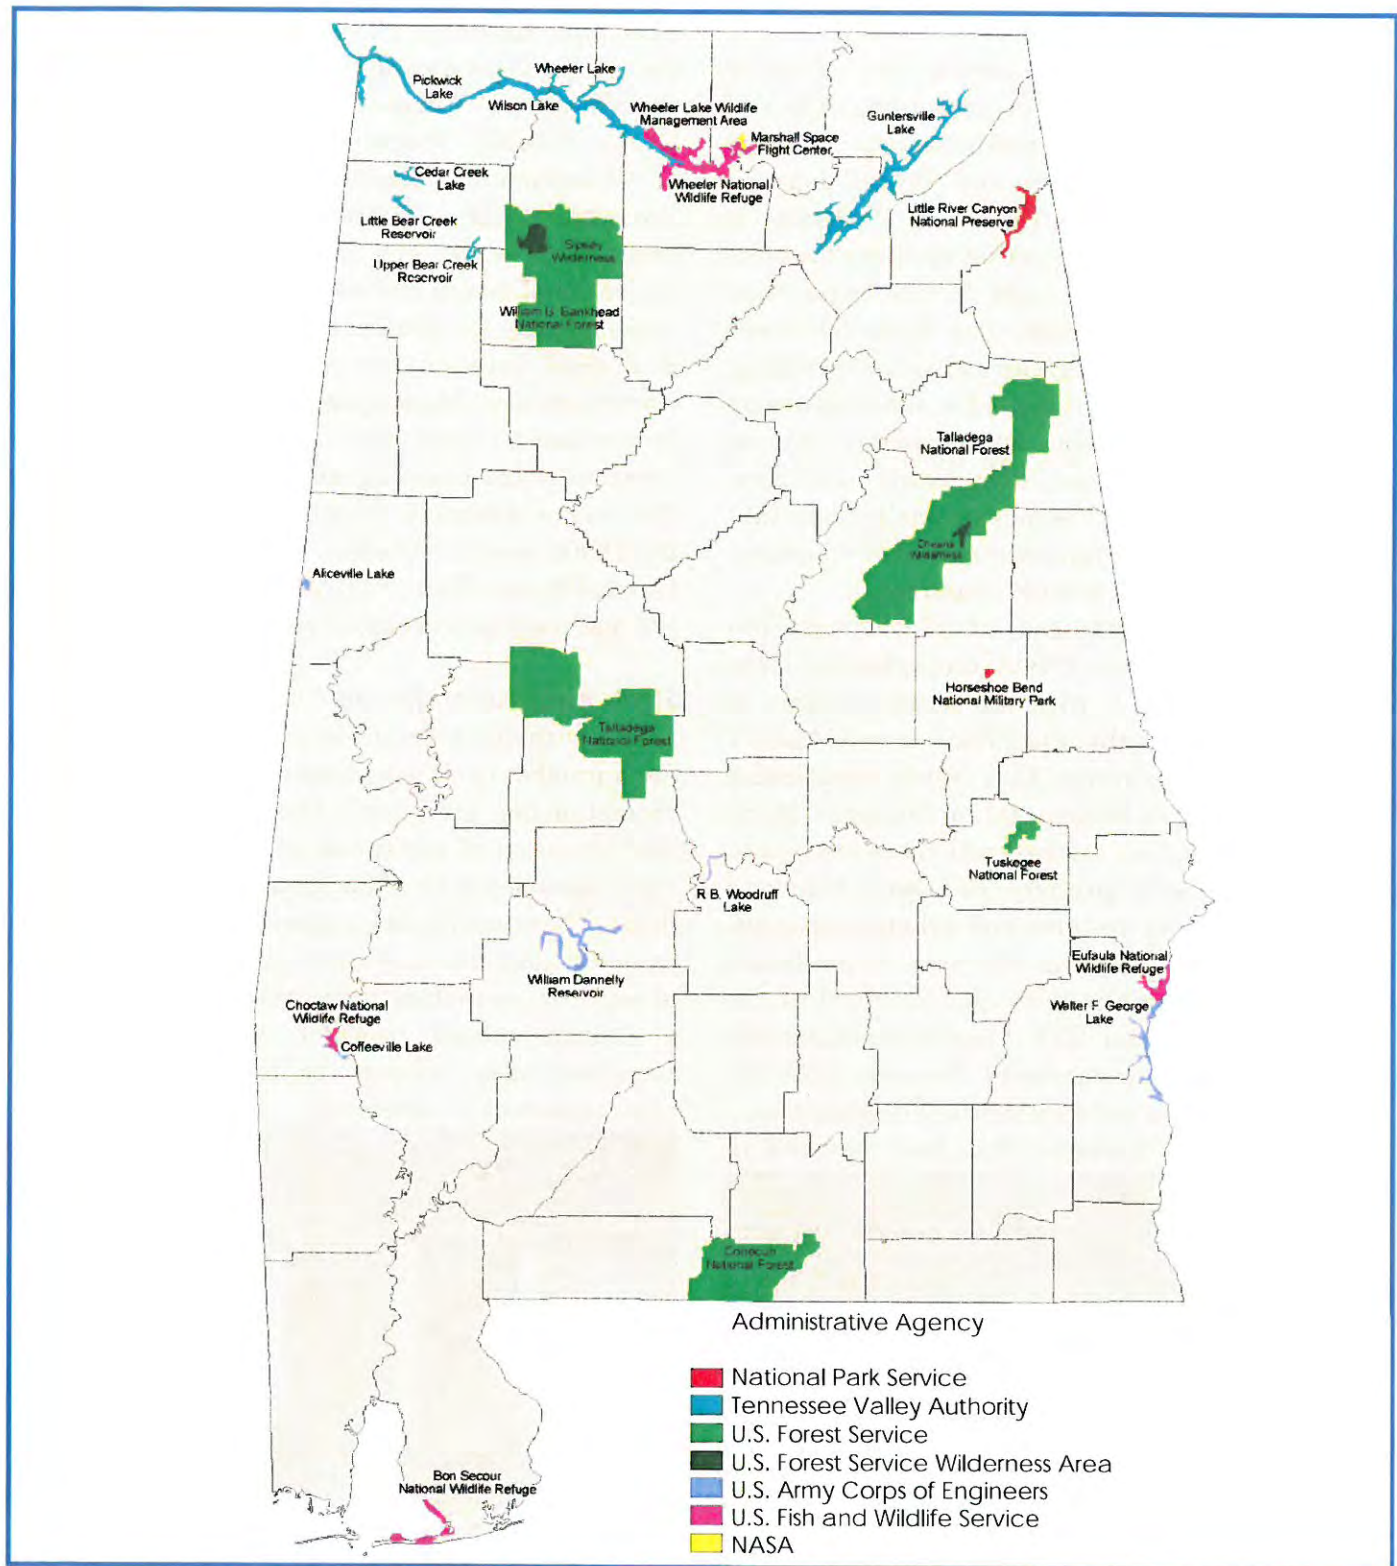 Pickwick
Lake
Wheeler Lake
Wilson Lake
Wheeler Lake Wildlife
Management Area
Marshall Space
Flight Center
Guntersville
Lake
Cedar Creek
Lake
Wheeler National
Wildlife Refuge
Little River Canyon
National Preserve
Little Bear Creek
Reservoir
Sipsey
Wilderness
Upper Bear Creek
Reservoir
William B. Bankhead
National Forest
Talladega
National Forest
Cheaha
Wilderness
Aliceville Lake
Horseshoe Bend
National Military Park
Talladega
National Forest
Tuskegee
National Forest
R.B. Woodruff
Lake
Eufaula National
Wildlife Refuge
William Dannelly
Reservoir
Choctaw National
Wildlife Refuge
Walter F. George
Lake
Coffeeville Lake
Conecuh
National Forest
Administrative Agency
National Park Service
Tennessee Valley Authority
U.S. Forest Service
U.S. Forest Service Wilderness Area
U.S. Army Corps of Engineers
U.S. Fish and Wildlife Service
NASA
Bon Secour
National Wildlife Refuge